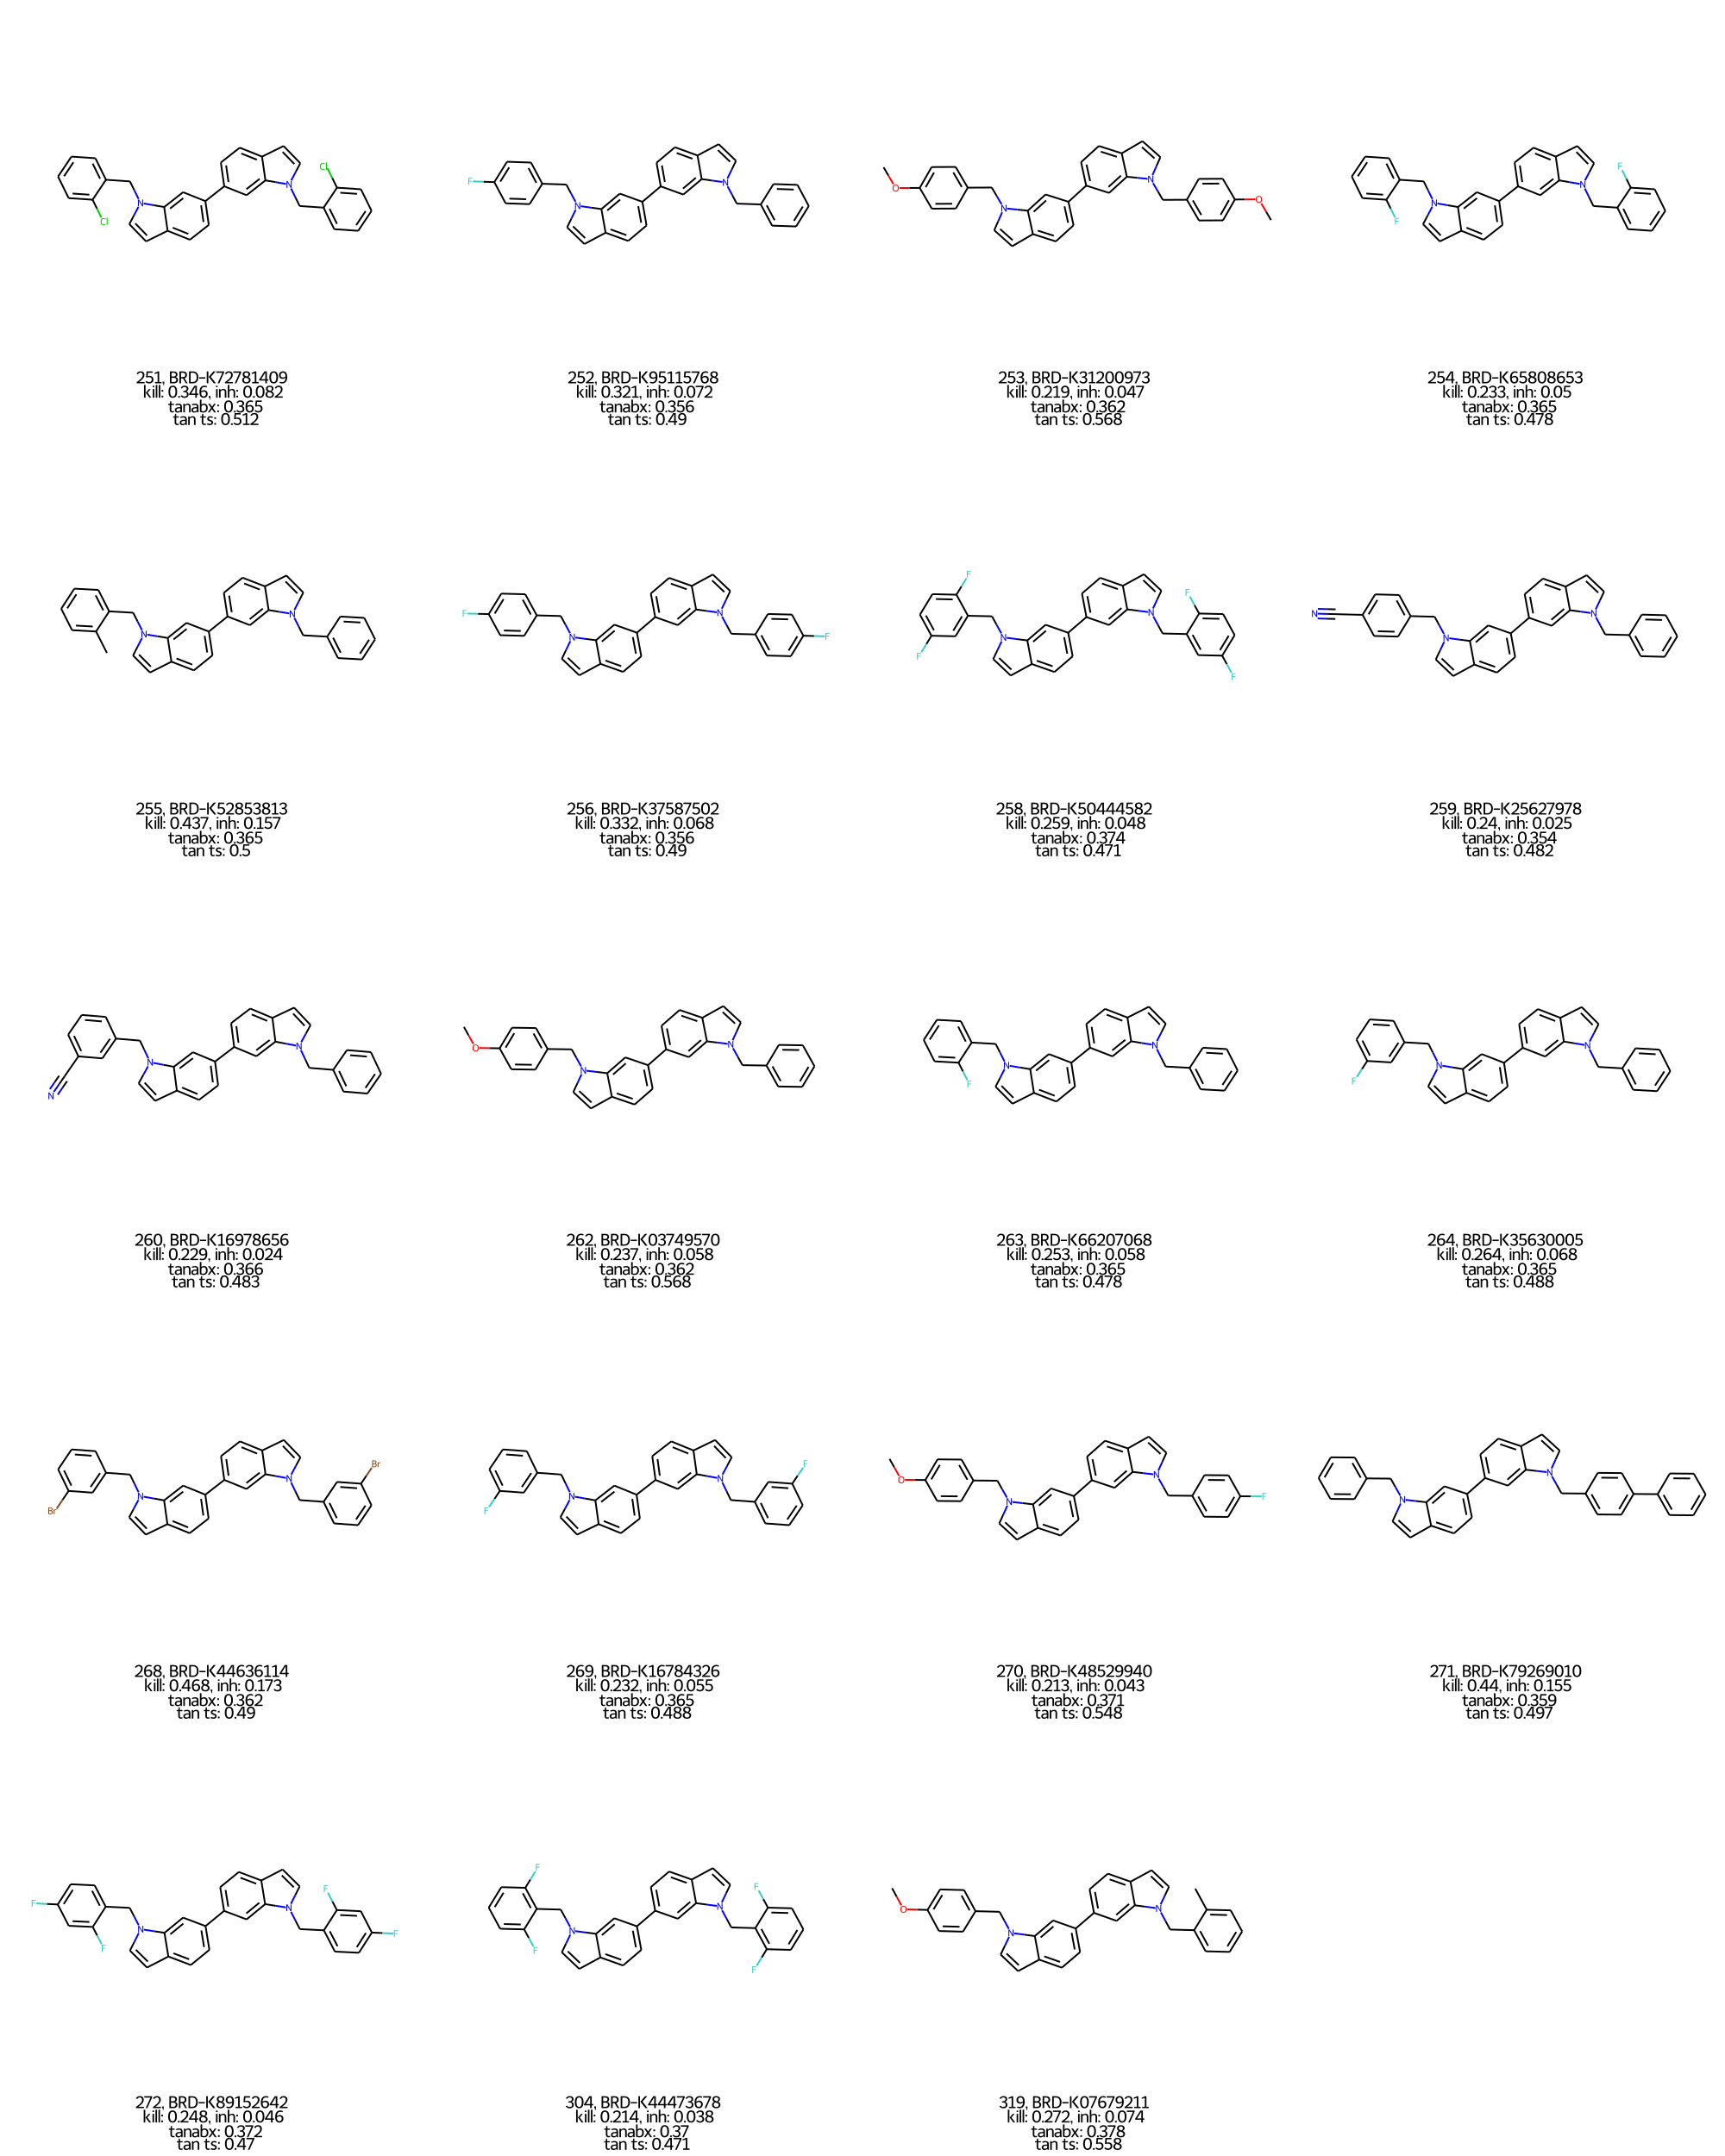 Cl
N
N
Cl
251, BRD-K72781409
kill: 0.346, inh: 0.082
tanabx: 0.365
tan ts: 0.512
F
N
N
252, BRD-K95115768
kill: 0.321, inh: 0.072
tanabx: 0.356
tan ts: 0.49
O
N
N
O
253, BRD-K31200973
kill: 0.219, inh: 0.047
tanabx: 0.362
tan ts: 0.568
F
N
N
F
254, BRD-K65808653
kill: 0.233, inh: 0.05
tanabx: 0.365
tan ts: 0.478
N
N
255, BRD-K52853813
kill: 0.437, inh: 0.157
tanabx: 0.365
tan ts: 0.5
F
N
N
F
256, BRD-K37587502
kill: 0.332, inh: 0.068
tanabx: 0.356
tan ts: 0.49
F
F
N
N
F
F
258, BRD-K50444582
kill: 0.259, inh: 0.048
tanabx: 0.374
tan ts: 0.471
N
N
N
259, BRD-K25627978
kill: 0.24, inh: 0.025
tanabx: 0.354
tan ts: 0.482
N
N
N
260, BRD-K16978656
kill: 0.229, inh: 0.024
tanabx: 0.366
tan ts: 0.483
O
N
N
262, BRD-K03749570
kill: 0.237, inh: 0.058
tanabx: 0.362
tan ts: 0.568
N
N
F
263, BRD-K66207068
kill: 0.253, inh: 0.058
tanabx: 0.365
tan ts: 0.478
N
N
F
264, BRD-K35630005
kill: 0.264, inh: 0.068
tanabx: 0.365
tan ts: 0.488
Br
N
N
Br
268, BRD-K44636114
kill: 0.468, inh: 0.173
tanabx: 0.362
tan ts: 0.49
F
N
N
F
269, BRD-K16784326
kill: 0.232, inh: 0.055
tanabx: 0.365
tan ts: 0.488
O
N
N
F
270, BRD-K48529940
kill: 0.213, inh: 0.043
tanabx: 0.371
tan ts: 0.548
N
N
271, BRD-K79269010
kill: 0.44, inh: 0.155
tanabx: 0.359
tan ts: 0.497
F
F
N
N
F
F
272, BRD-K89152642
kill: 0.248, inh: 0.046
tanabx: 0.372
tan ts: 0.47
F
F
N
N
F
F
304, BRD-K44473678
kill: 0.214, inh: 0.038
tanabx: 0.37
tan ts: 0.471
O
N
N
319, BRD-K07679211
kill: 0.272, inh: 0.074
tanabx: 0.378
tan ts: 0.558